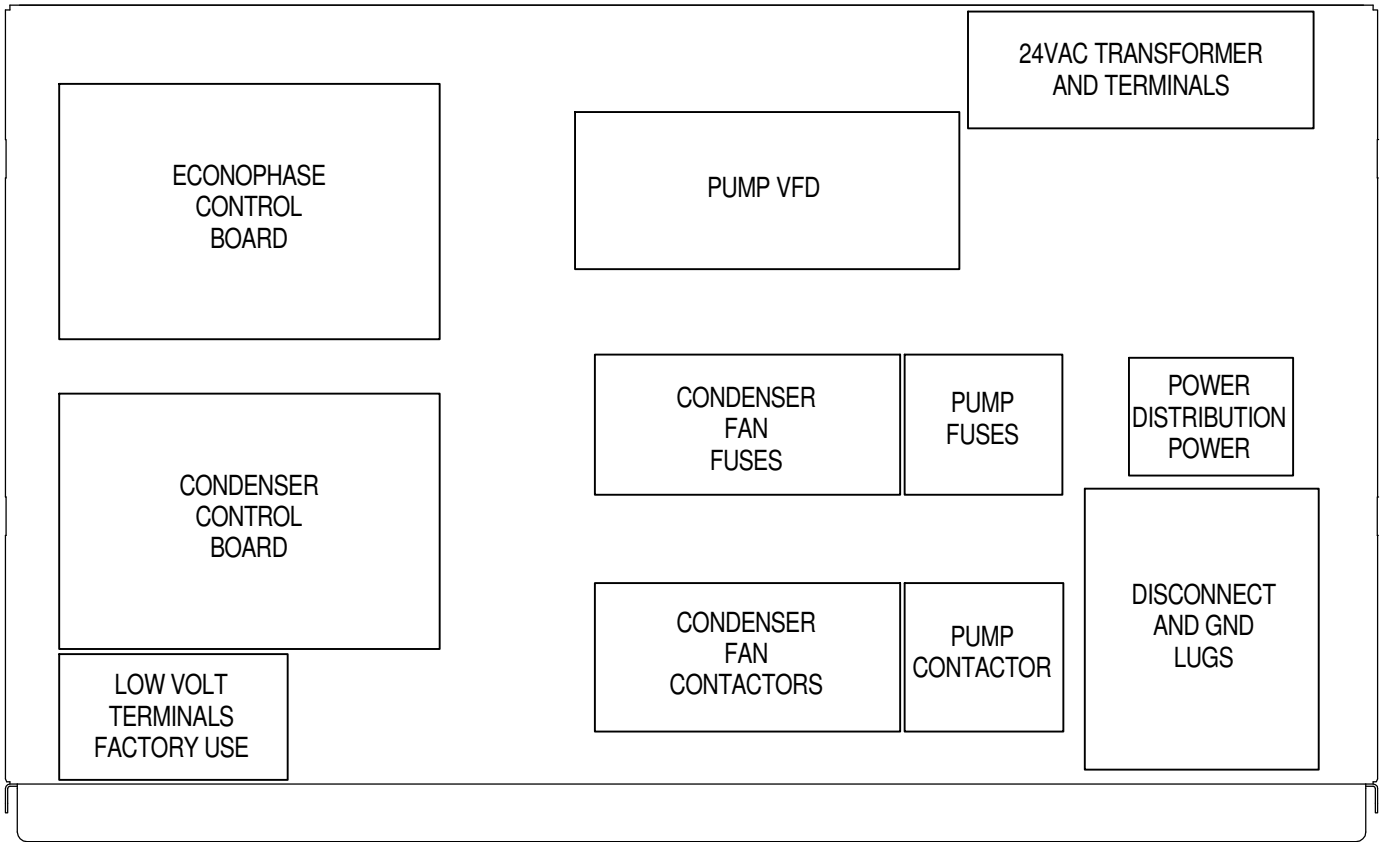 24VAC TRANSFORMER
AND TERMINALS
ECONOPHASE
CONTROL
BOARD
PUMP VFD
CONDENSER
FAN
FUSES
PUMP
FUSES
POWER
DISTRIBUTION
POWER
CONDENSER
CONTROL
BOARD
DISCONNECT
AND GND
LUGS
CONDENSER
FAN
CONTACTORS
PUMP
CONTACTOR
LOW VOLT
TERMINALS
FACTORY USE